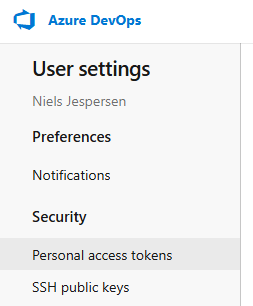 Azure DevOps
User settings
Niels Jespersen
Preferences
Notifications
Security
Personal access tokens
SSH public keys